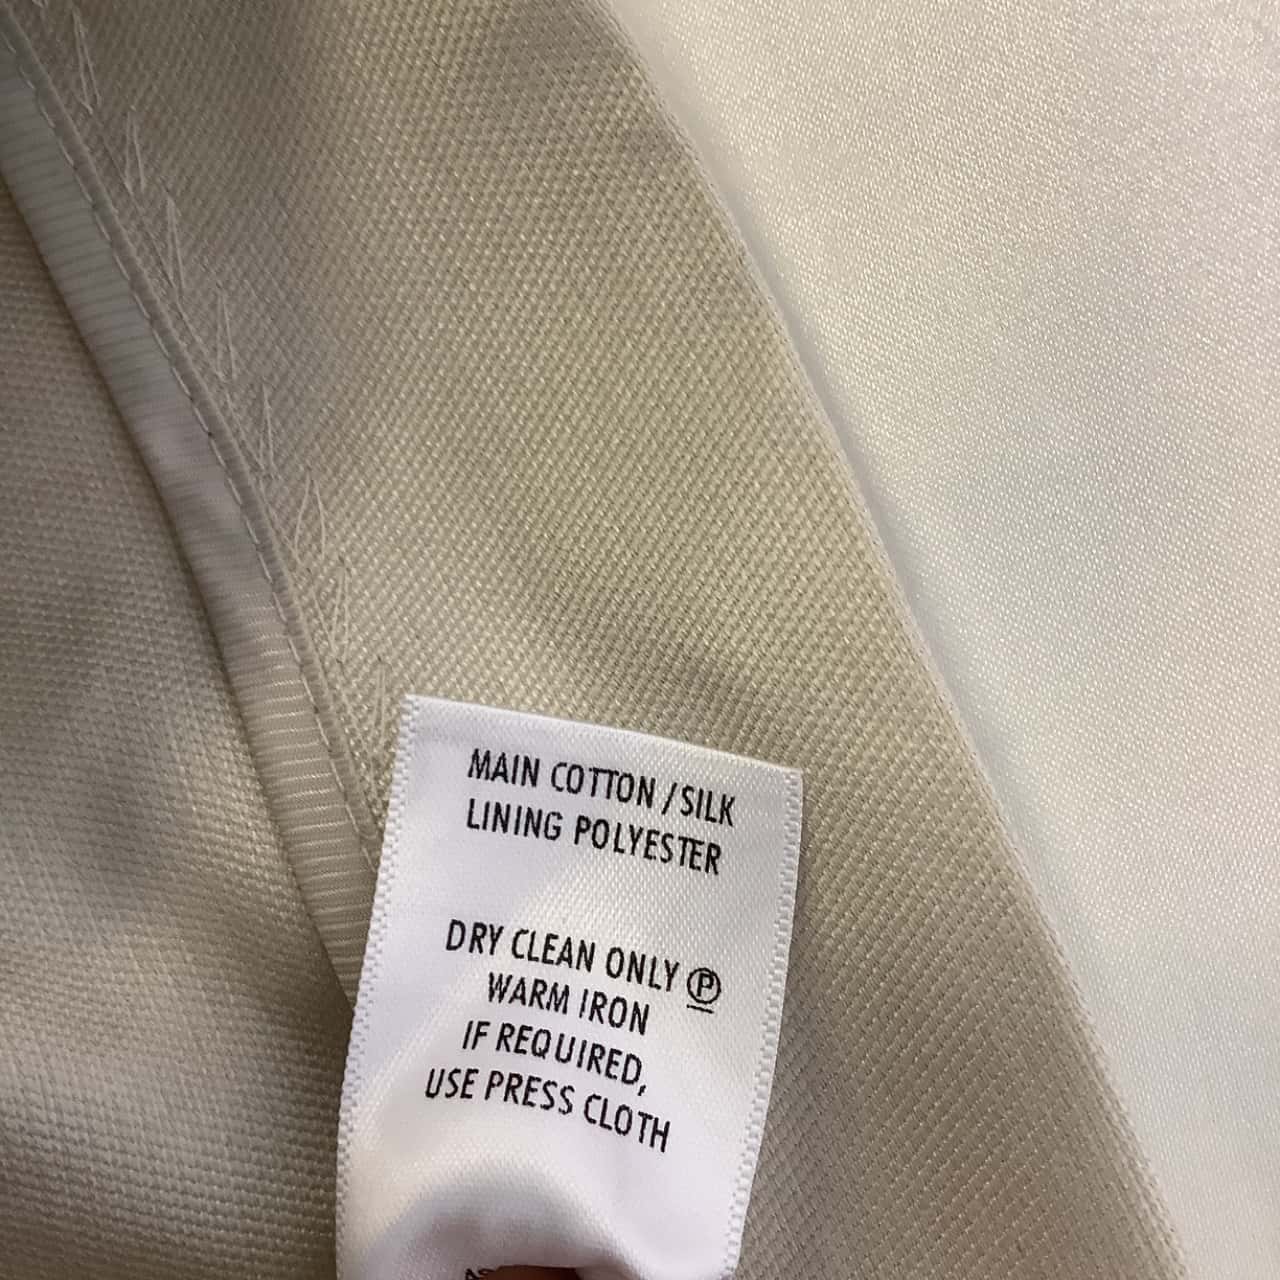 MAIN COTTON / SILK
LINING POLYESTER
DRY CLEAN ONLY Ⓟ
WARM IRON
IF REQUIRED,
USE PRESS CLOTH